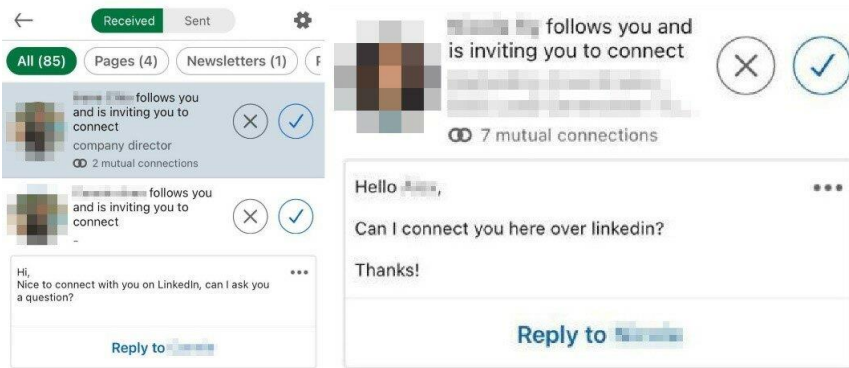 Received
Sent
All (85)
Pages (4)
Newsletters (1)
follows you
and is inviting you to
connect
company director
2 mutual connections
follows you
and is inviting you to
connect
-
Hi,
Nice to connect with you on LinkedIn, can I ask you
a question?
Reply to
follows you and
is inviting you to connect
7 mutual connections
Hello ,
Can I connect you here over linkedin?
Thanks!
Reply to